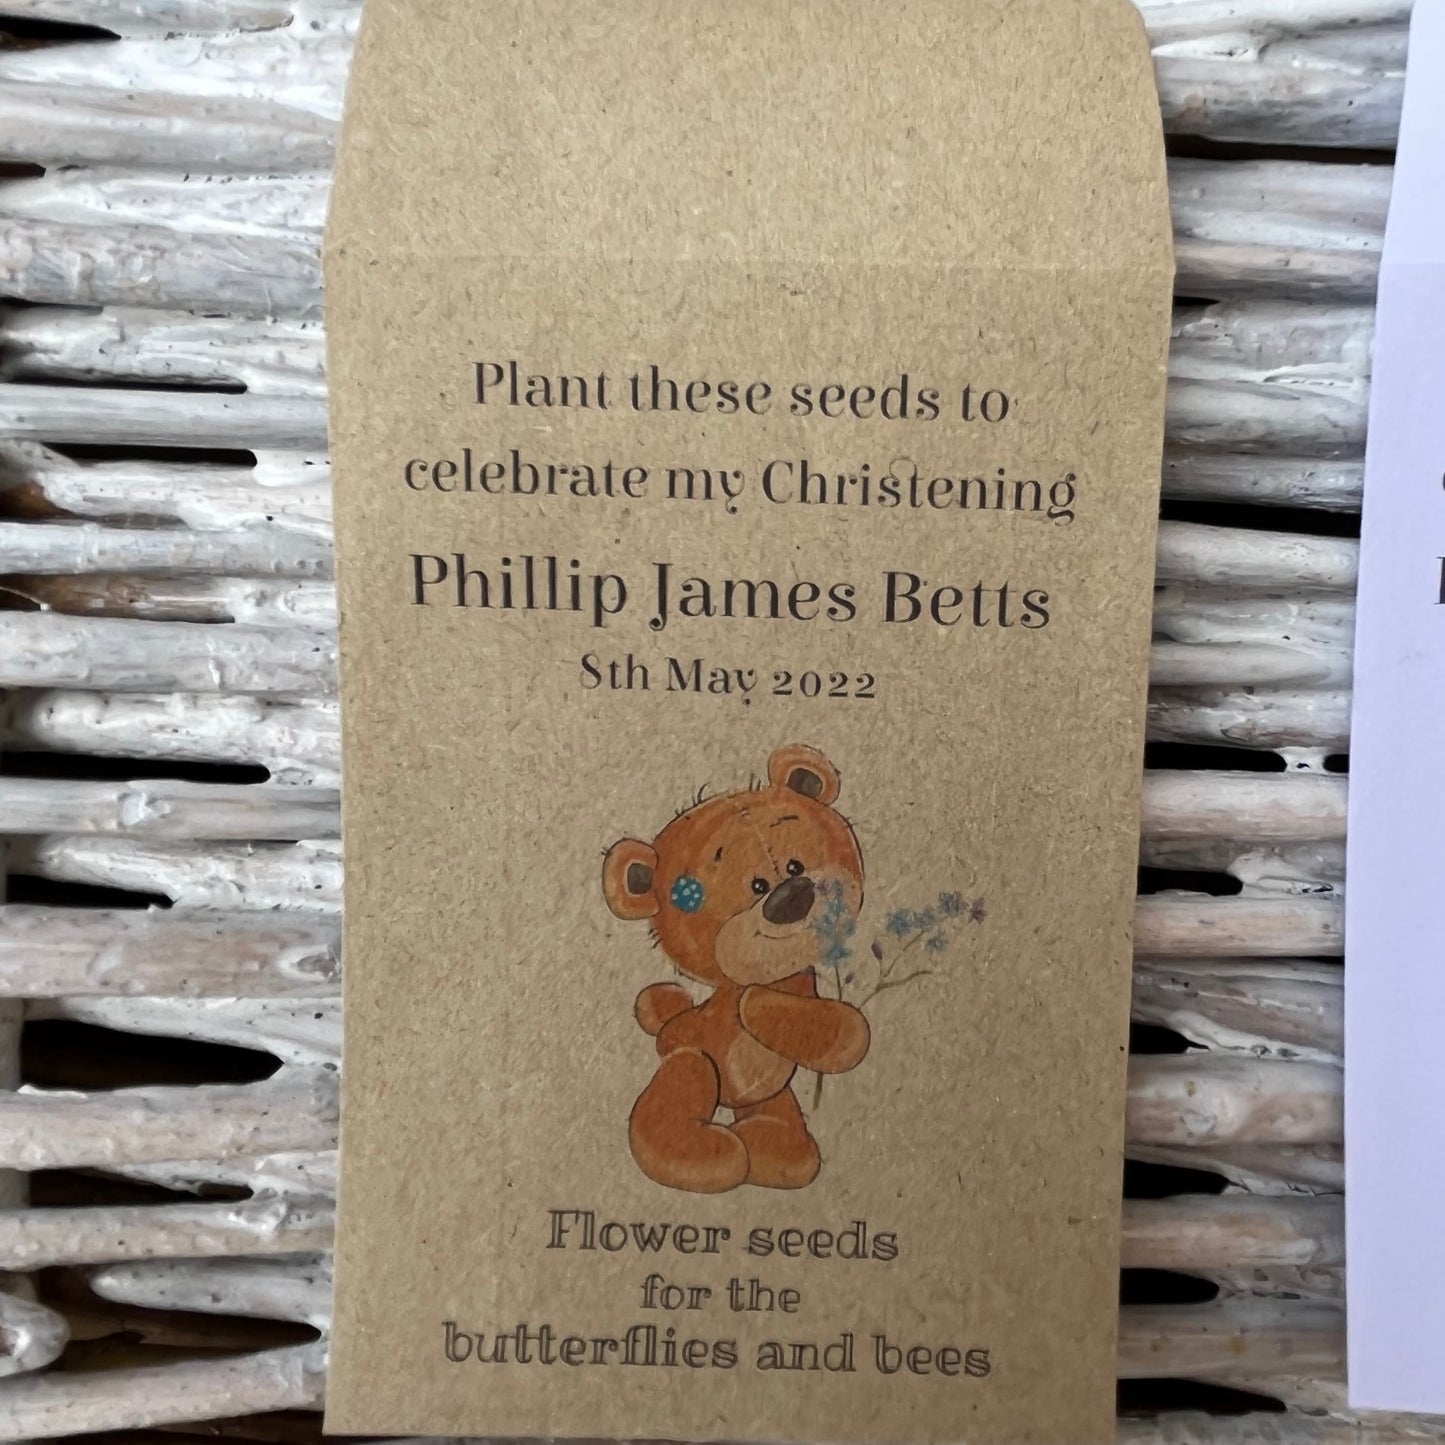 Plant these seeds to
celebrate my Christening
Phillip James Betts
8th May 2022
Flower seeds
for the
butterflies and bees